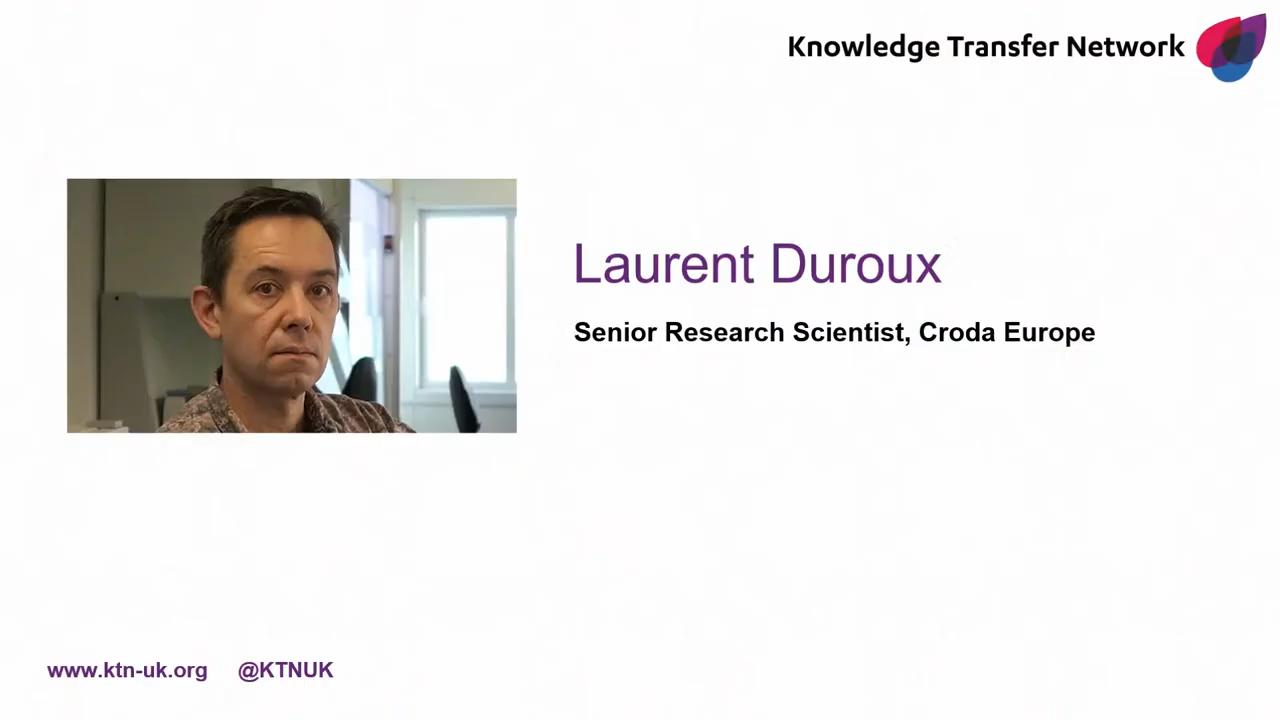 Knowledge Transfer Network
Laurent Duroux
Senior Research Scientist, Croda Europe
www.ktn-uk.org @KTNUK